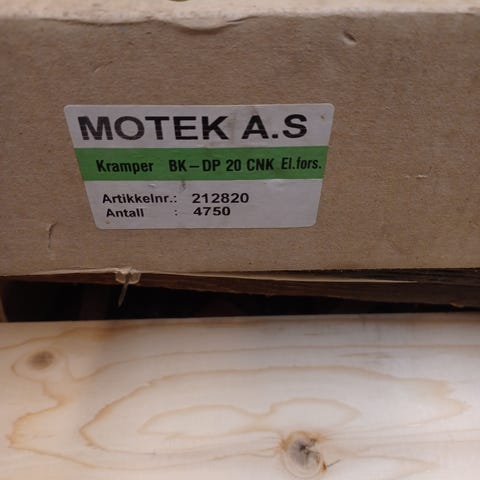 MOTEK A.S
Kramper BK-DP 20 CNK El.fors.
Artikkelnr.: 212820
Antall : 4750